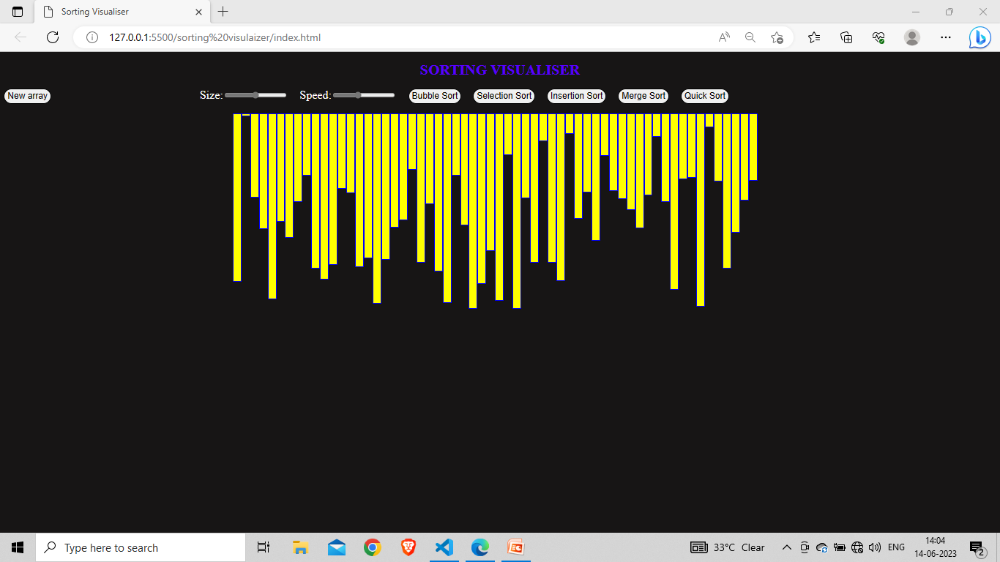 Sorting Visualiser
127.0.0.1:5500/sorting%20visulaizer/index.html
SORTING VISUALISER
New array
Size:
Speed:
Bubble Sort
Selection Sort
Insertion Sort
Merge Sort
Quick Sort
Type here to search
33°C Clear
ENG
14:04
14-06-2023
2